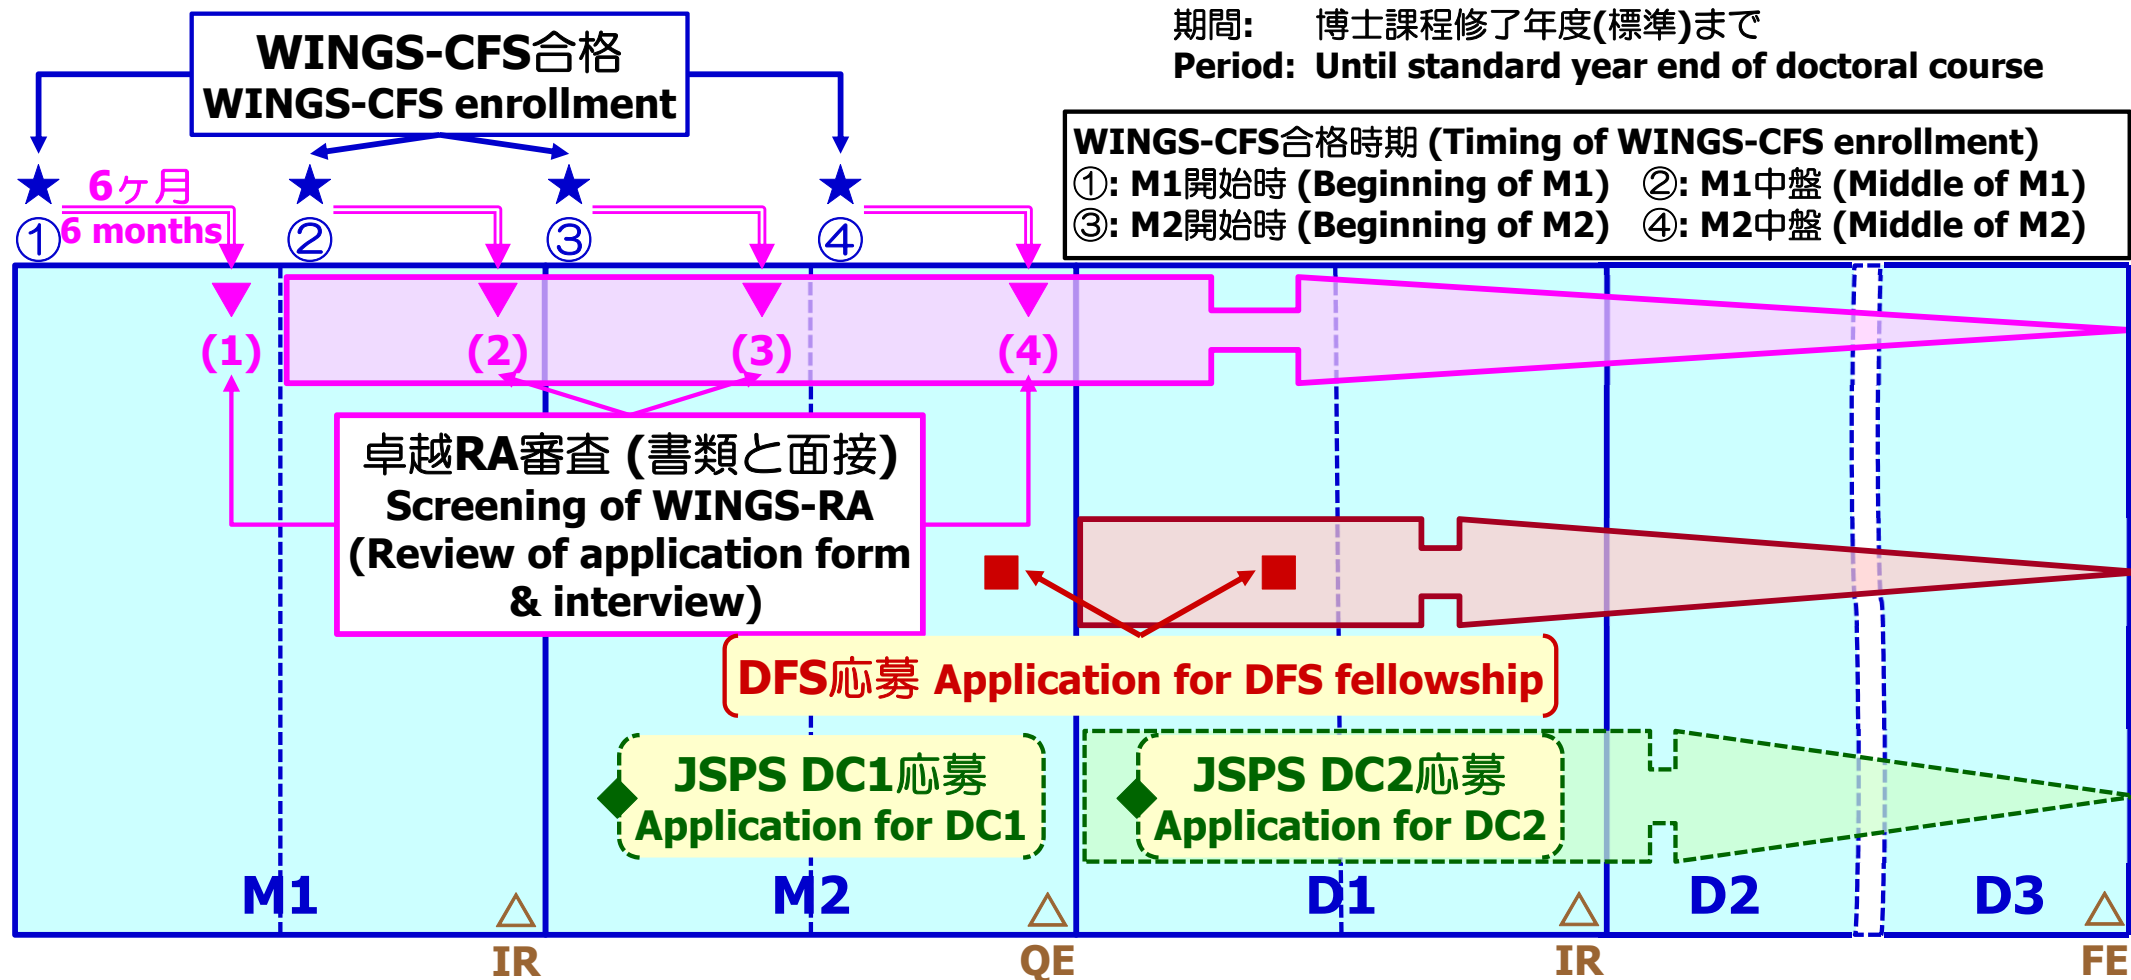 期間: 博士課程修了年度(標準)まで
Period: Until standard year end of doctoral course
WINGS-CFS合格
WINGS-CFS enrollment
WINGS-CFS合格時期 (Timing of WINGS-CFS enrollment)
①: M1開始時 (Beginning of M1) ②: M1中盤 (Middle of M1)
③: M2開始時 (Beginning of M2) ④: M2中盤 (Middle of M2)
6ヶ月
6 months
① ② ③ ④
(1) (2) (3) (4)
卓越RA審査 (書類と面接)
Screening of WINGS-RA
(Review of application form
& interview)
DFS応募 Application for DFS fellowship
JSPS DC1応募
Application for DC1
JSPS DC2応募
Application for DC2
M1 M2 D1 D2 D3
IR QE IR FE